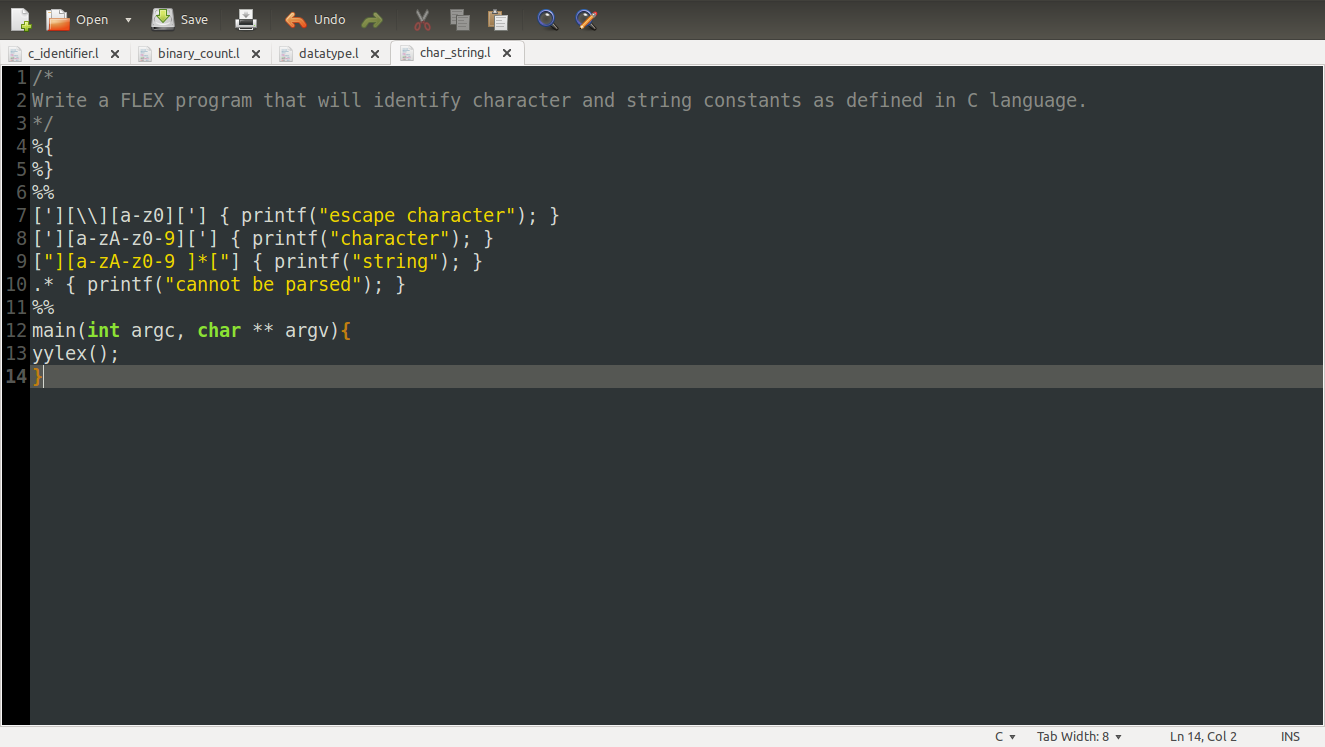 Open Save Undo
c_identifier.l binary_count.l datatype.l char_string.l
1 /*
2 Write a FLEX program that will identify character and string constants as defined in C language.
3 */
4 %{
5 %}
6 %%
7 ['][\\][a-z0]['] { printf("escape character"); }
8 ['][a-zA-z0-9]['] { printf("character"); }
9 ["][a-zA-z0-9 ]*["] { printf("string"); }
10 .* { printf("cannot be parsed"); }
11 %%
12 main(int argc, char ** argv){
13 yylex();
14 }
C Tab Width: 8 Ln 14, Col 2 INS